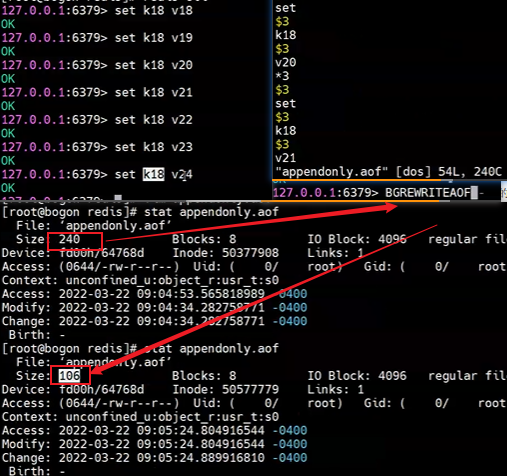 127.0.0.1:6379> set k18 v18
OK
127.0.0.1:6379> set k18 v19
OK
127.0.0.1:6379> set k18 v20
OK
127.0.0.1:6379> set k18 v21
OK
127.0.0.1:6379> set k18 v22
OK
127.0.0.1:6379> set k18 v23
OK
127.0.0.1:6379> set k18 v24
OK
set
$3
k18
$3
v20
*3
$3
set
$3
k18
$3
v21
"appendonly.aof" [dos] 54L, 240C
127.0.0.1:6379> BGREWRITEAOF
[root@bogon redis]# stat appendonly.aof
File: ‘appendonly.aof’
Size: 240 Blocks: 8 IO Block: 4096 regular fil
Device: fd00h/64768d Inode: 50377908 Links: 1
Access: (0644/-rw-r--r--) Uid: ( 0/ root) Gid: ( 0/ root
Context: unconfined_u:object_r:usr_t:s0
Access: 2022-03-22 09:04:53.565818989 -0400
Modify: 2022-03-22 09:04:34.282758771 -0400
Change: 2022-03-22 09:04:34.282758771 -0400
Birth: -
[root@bogon redis]# stat appendonly.aof
File: ‘appendonly.aof’
Size: 106 Blocks: 8 IO Block: 4096 regular fil
Device: fd00h/64768d Inode: 50577779 Links: 1
Access: (0644/-rw-r--r--) Uid: ( 0/ root) Gid: ( 0/ root
Context: unconfined_u:object_r:usr_t:s0
Access: 2022-03-22 09:05:24.804916544 -0400
Modify: 2022-03-22 09:05:24.804916544 -0400
Change: 2022-03-22 09:05:24.889916810 -0400
Birth: -